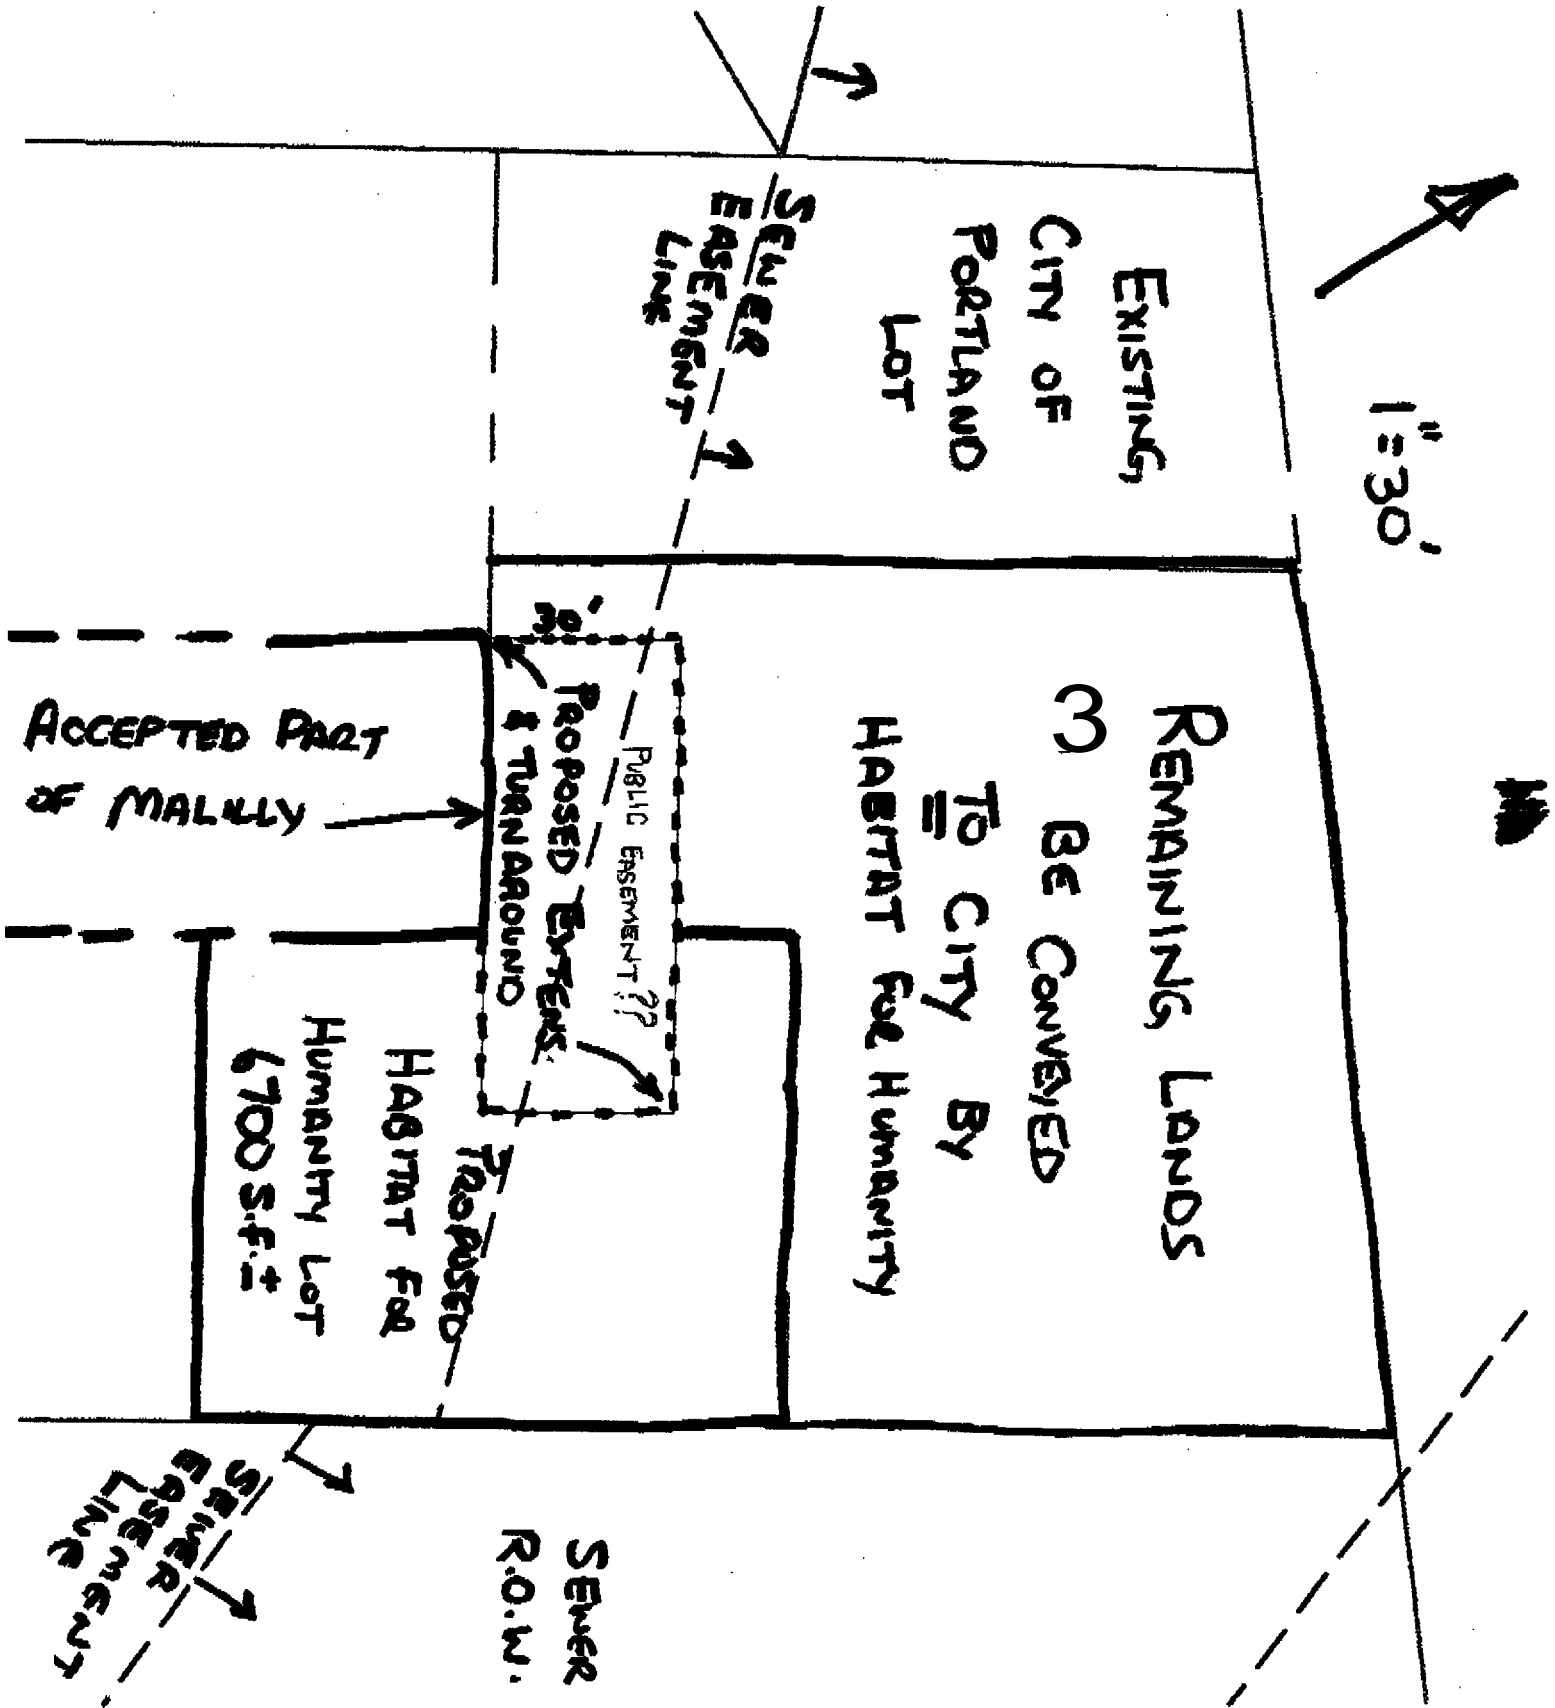 1" = 30'
EXISTING
CITY OF
PORTLAND
LOT
SEWER
EASEMENT
LINE
REMAINING LANDS
3 BE CONVEYED
TO CITY BY
HABITAT FOR HUMANITY
30'
PUBLIC EASEMENT??
PROPOSED EXTENS.
& TURNAROUND
ACCEPTED PART
OF MALILLY
PROPOSED
HABITAT FOR
HUMANITY LOT
6700 S.F.±
SEWER
R.O.W.
SEWER
EASEMENT
LINE